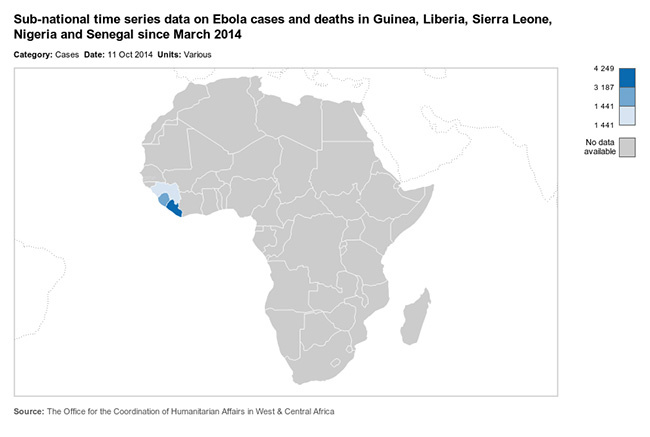 Sub-national time series data on Ebola cases and deaths in Guinea, Liberia, Sierra Leone,
Nigeria and Senegal since March 2014
Category: Cases Date: 11 Oct 2014 Units: Various
4 249
3 187
1 441
1 441
No data
available
Source: The Office for the Coordination of Humanitarian Affairs in West & Central Africa